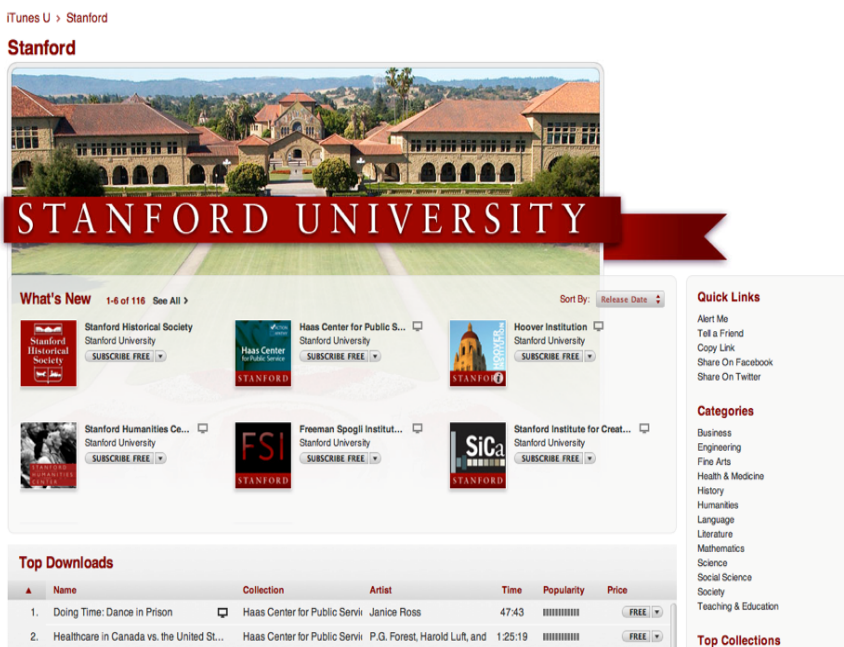 iTunes U > Stanford
Stanford
STANFORD UNIVERSITY
What's New 1-6 of 116 See All >
Sort By: Release Date
Stanford Historical Society
Stanford Historical Society
Stanford University
SUBSCRIBE FREE
Haas Center for Public Service
STANFORD
Haas Center for Public S...
Stanford University
SUBSCRIBE FREE
HOOVER INSTITUTION
STANFO
Hoover Institution
Stanford University
SUBSCRIBE FREE
STANFORD
HUMANITIES
CENTER
Stanford Humanities Ce...
Stanford University
SUBSCRIBE FREE
FSI
STANFORD
Freeman Spogli Institut...
Stanford University
SUBSCRIBE FREE
SiCa
STANFORD
Stanford Institute for Creat...
Stanford University
SUBSCRIBE FREE
Quick Links
Alert Me
Tell a Friend
Copy Link
Share On Facebook
Share On Twitter
Categories
Business
Engineering
Fine Arts
Health & Medicine
History
Humanities
Language
Literature
Mathematics
Science
Social Science
Society
Teaching & Education
Top Collections
Top Downloads
Name Collection Artist Time Popularity Price
1. Doing Time: Dance in Prison Haas Center for Public Servic Janice Ross 47:43 FREE
2. Healthcare in Canada vs. the United St... Haas Center for Public Servic P.G. Forest, Harold Luft, and 1:25:19 FREE